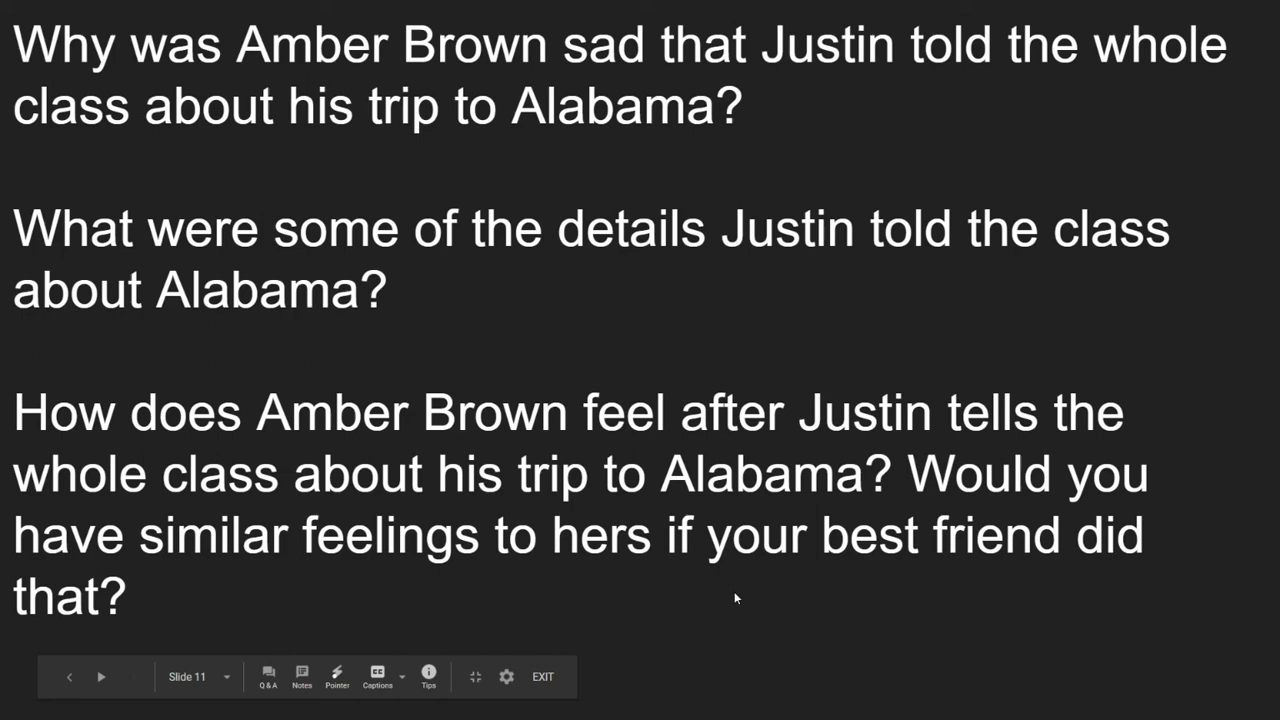 Why was Amber Brown sad that Justin told the whole
class about his trip to Alabama?
What were some of the details Justin told the class
about Alabama?
How does Amber Brown feel after Justin tells the
whole class about his trip to Alabama? Would you
have similar feelings to hers if your best friend did
that?
Slide 11
Q & A
Notes
Pointer
Captions
Tips
EXIT